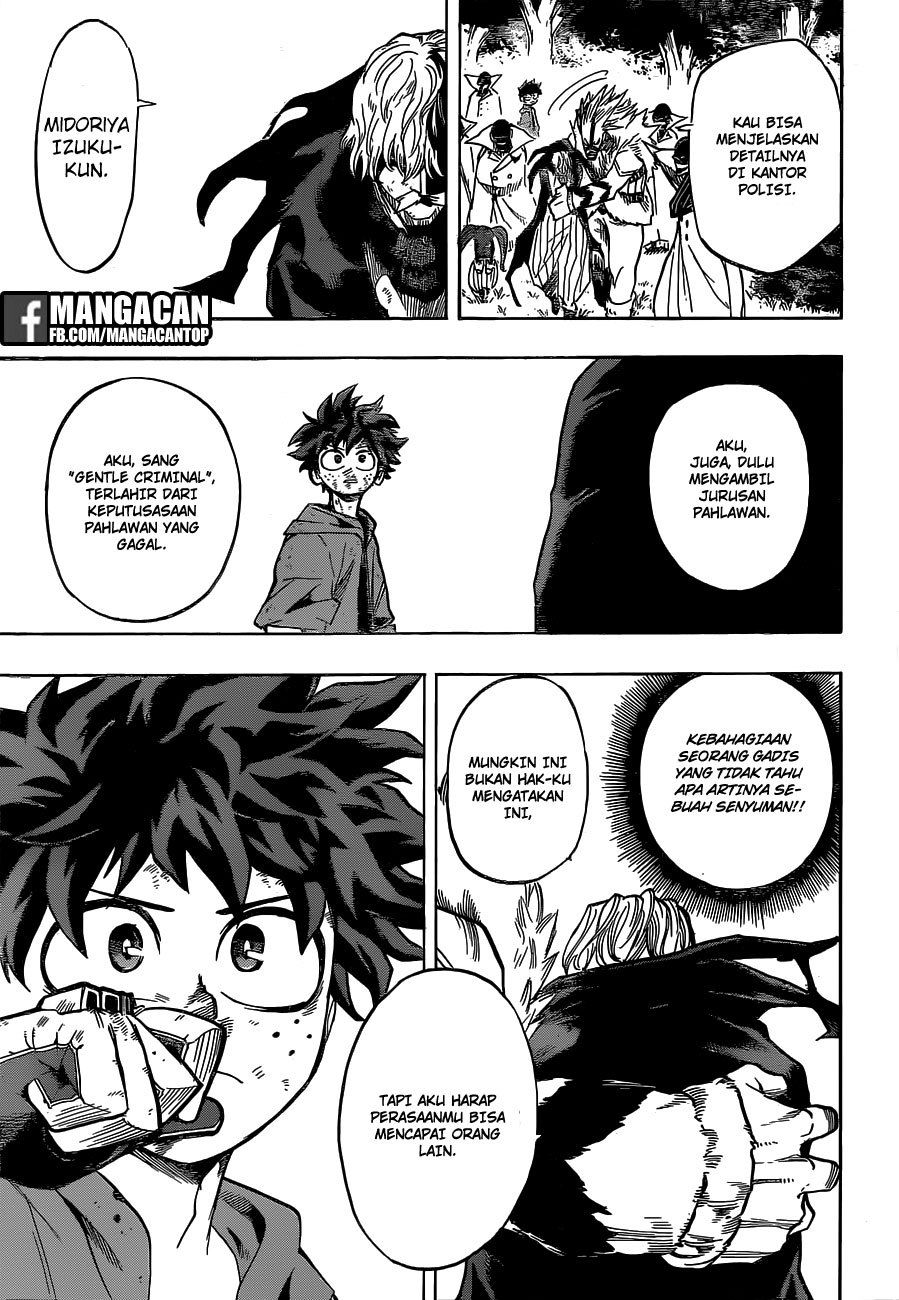 KAU BISA
MENJELASKAN
DETAILNYA
DI KANTOR
POLISI.
MIDORIYA
IZUKU-
KUN.
f MANGACAN
FB.COM/MANGACANTOP
AKU,
JUGA, DULU
MENGAMBIL
JURUSAN
PAHLAWAN.
AKU, SANG
"GENTLE CRIMINAL",
TERLAHIR DARI
KEPUTUSASAAN
PAHLAWAN YANG
GAGAL.
KEBAHAGIAAN
SEORANG GADIS
YANG TIDAK TAHU
APA ARTINYA SE-
BUAH SENYUMAN!!
MUNGKIN INI
BUKAN HAK-KU
MENGATAKAN
INI,
TAPI AKU HARAP
PERASAANMU BISA
MENCAPAI ORANG
LAIN.